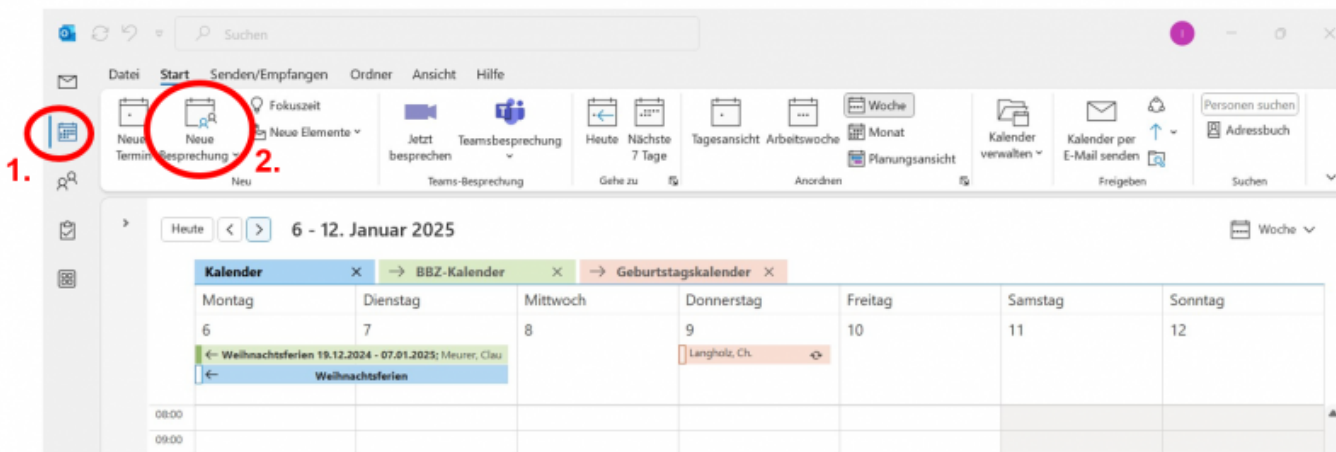 Suchen
I
Datei Start Senden/Empfangen Ordner Ansicht Hilfe
Neuer Termin
Neue Besprechung
Fokuszeit
Neue Elemente
Neu
Jetzt besprechen
Teamsbesprechung
Teams-Besprechung
Heute
Nächste 7 Tage
Gehe zu
Tagesansicht
Arbeitswoche
Woche
Monat
Planungsansicht
Anordnen
Kalender verwalten
Kalender per E-Mail senden
Freigeben
Personen suchen
Adressbuch
Suchen
1.
2.
Heute < > 6 - 12. Januar 2025 Woche
Kalender × → BBZ-Kalender × → Geburtstagskalender ×
Montag Dienstag Mittwoch Donnerstag Freitag Samstag Sonntag
6 7 8 9 10 11 12
← Weihnachtsferien 19.12.2024 - 07.01.2025; Meurer, Clau
Langholz, Ch.
← Weihnachtsferien
08:00
09:00